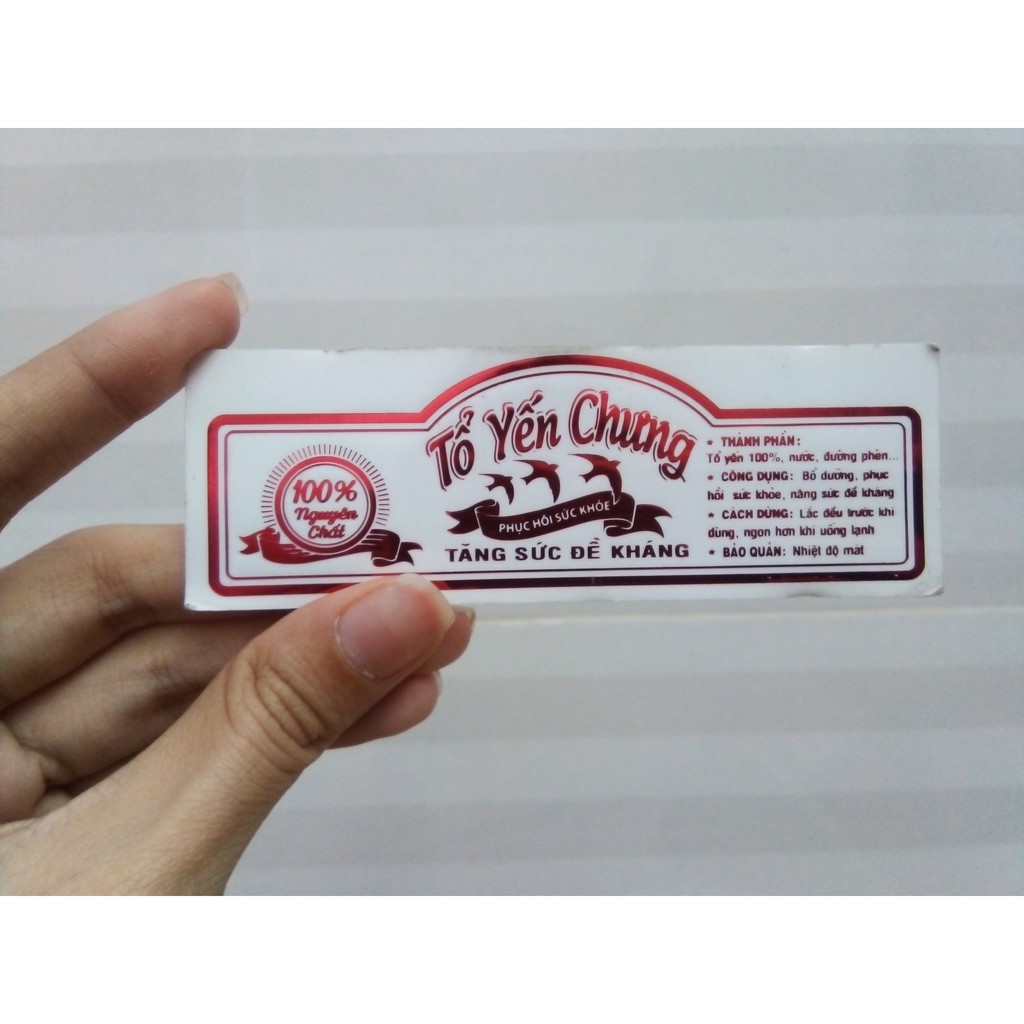 100%
Nguyên
Chất
Tổ Yến Chưng
PHỤC HỒI SỨC KHỎE
TĂNG SỨC ĐỀ KHÁNG
* THÀNH PHẦN:
Tổ yến 100%, nước, đường phèn...
* CÔNG DỤNG: Bổ dưỡng, phục
hồi sức khỏe, nâng sức đề kháng
* CÁCH DÙNG: Lắc đều trước khi
dùng, ngon hơn khi uống lạnh
* BẢO QUẢN: Nhiệt độ mát